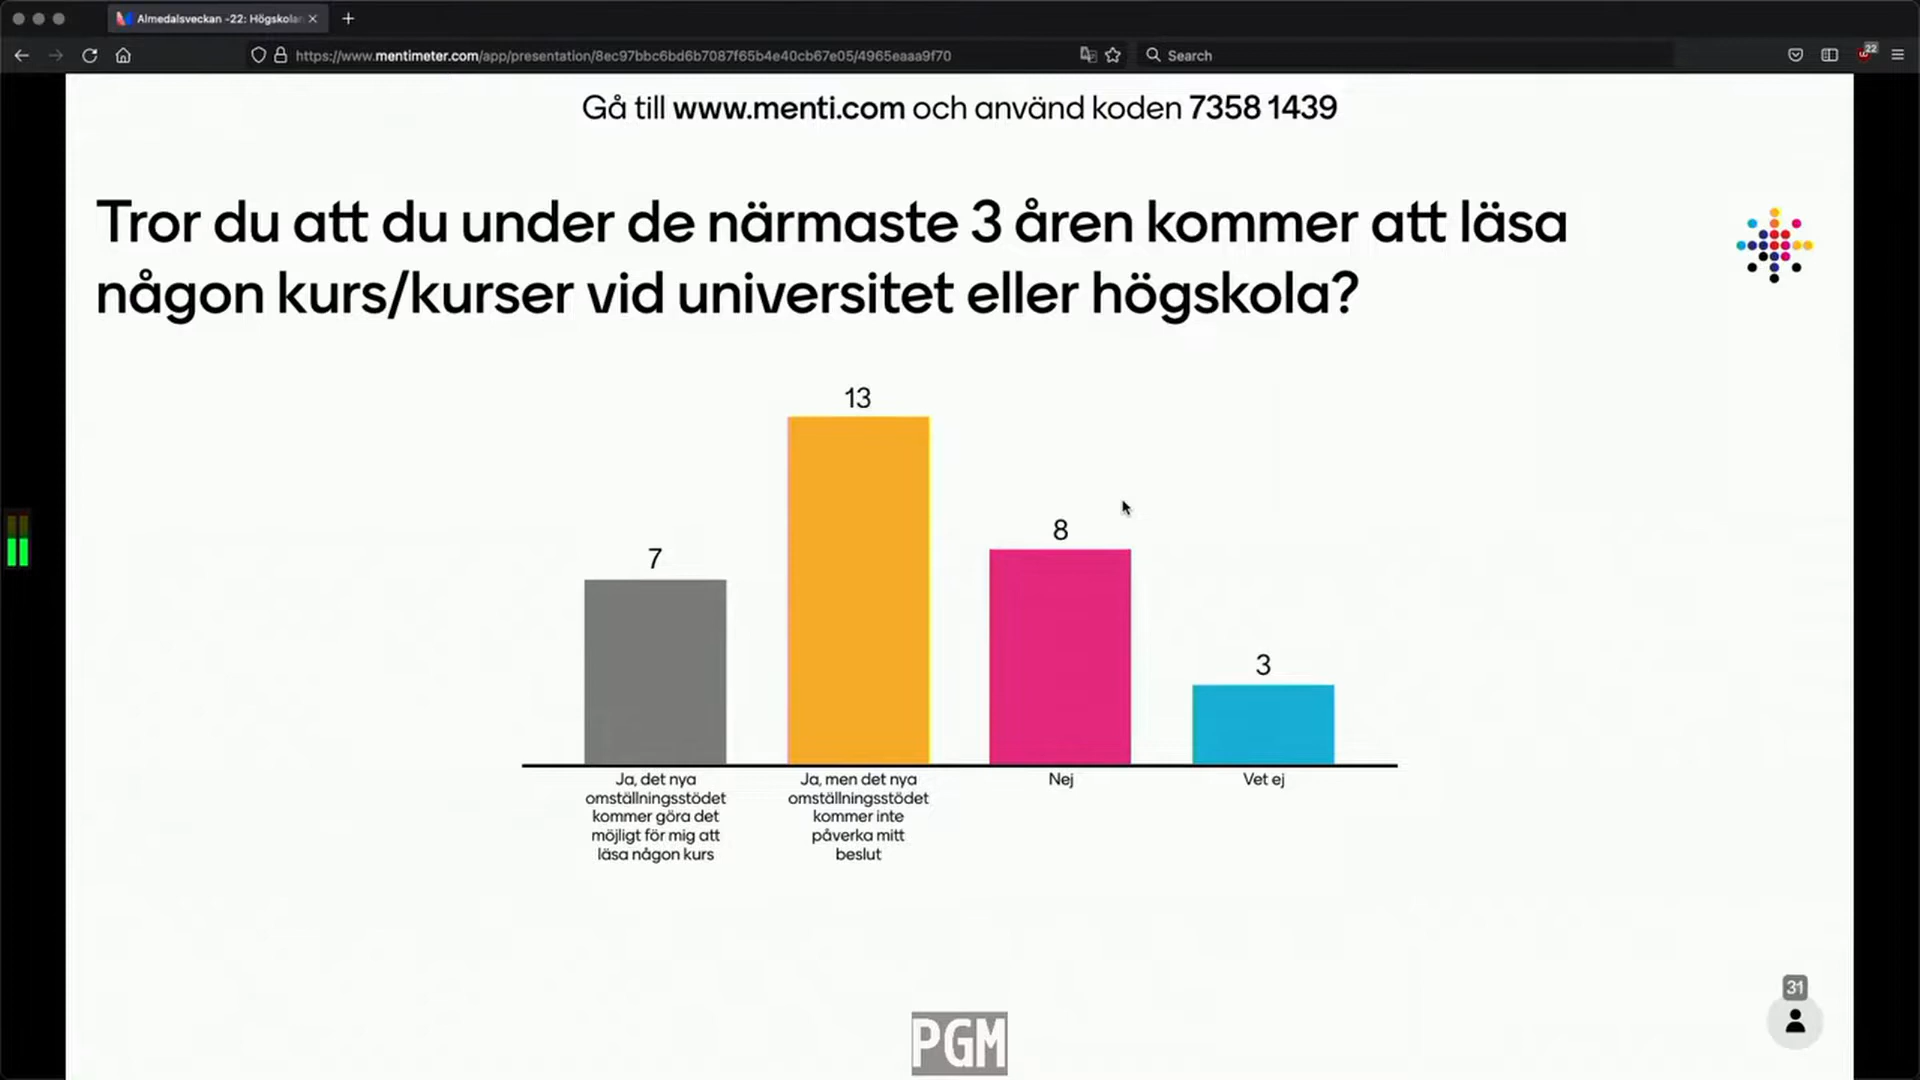 Almedalsveckan -22: Högskolan
https://www.mentimeter.com/app/presentation/8ec97bbc6bd6b7087f65b4e40cb67e05/4965eaaa9f70
Search
22
Gå till www.menti.com och använd koden 7358 1439
Tror du att du under de närmaste 3 åren kommer att läsa
någon kurs/kurser vid universitet eller högskola?
7
13
8
3
Ja, det nya
omställningsstödet
kommer göra det
möjligt för mig att
läsa någon kurs
Ja, men det nya
omställningsstödet
kommer inte
påverka mitt
beslut
Nej
Vet ej
31
PGM